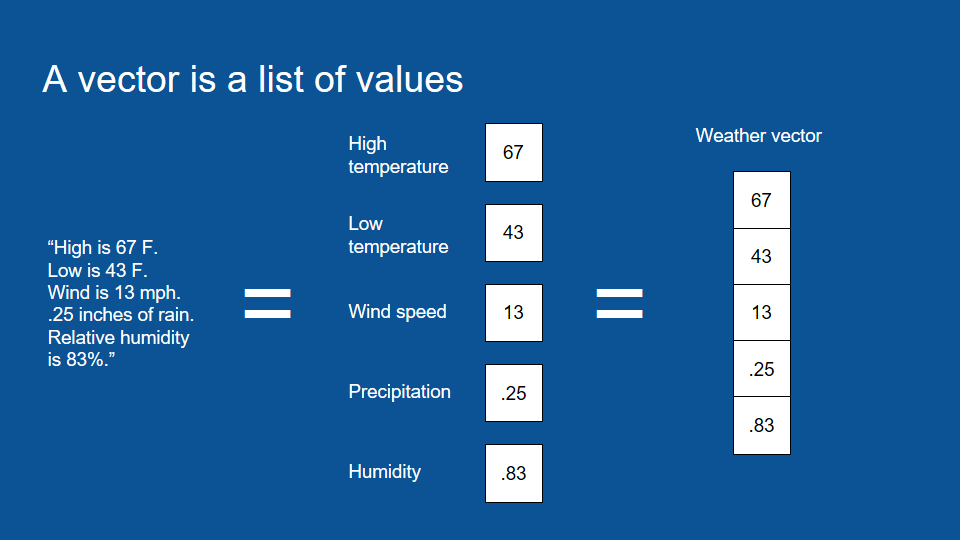 A vector is a list of values
“High is 67 F.
Low is 43 F.
Wind is 13 mph.
.25 inches of rain.
Relative humidity
is 83%.”
=
High
temperature
67
Low
temperature
43
Wind speed
13
Precipitation
.25
Humidity
.83
=
Weather vector
67
43
13
.25
.83